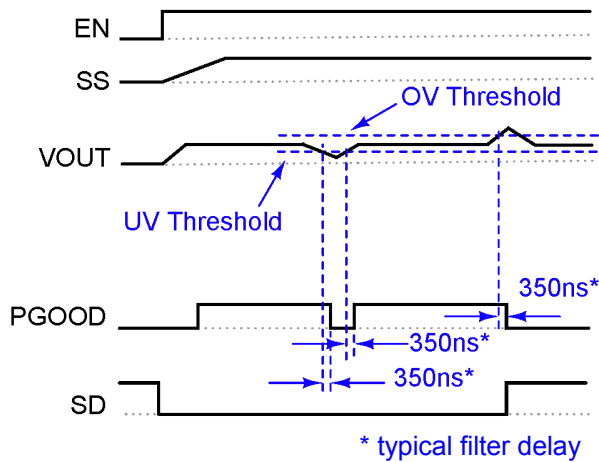 EN
SS
OV Threshold
VOUT
UV Threshold
350ns*
PGOOD
350ns*
350ns*
SD
* typical filter delay